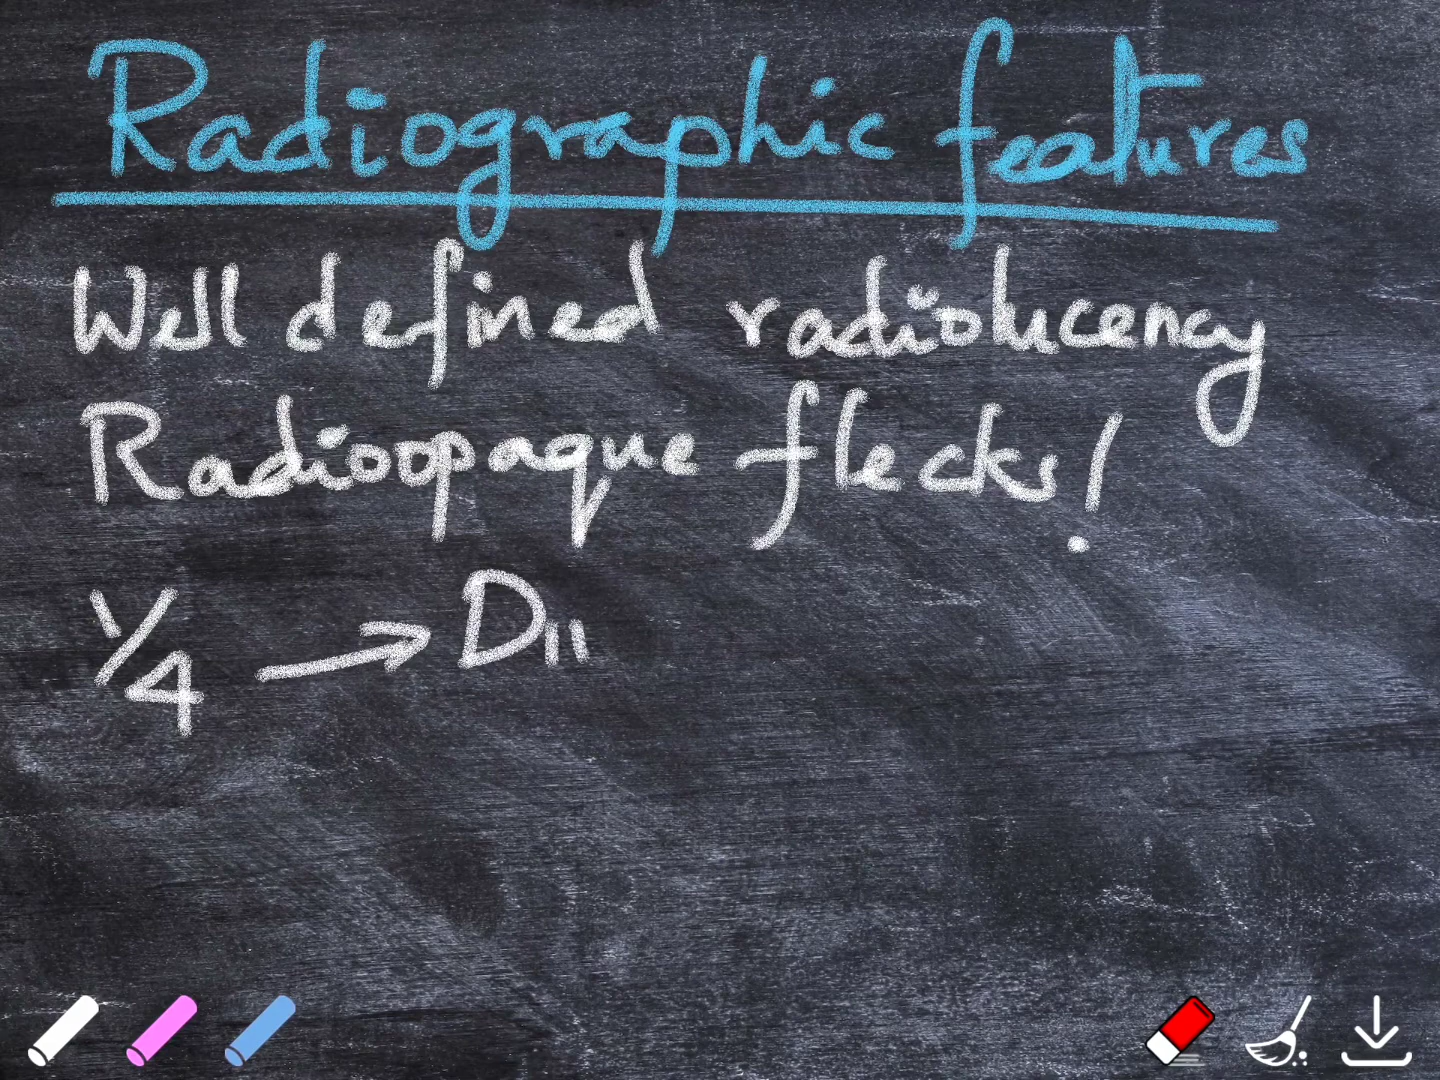 Radiographic features
Well defined radiolucency
Radioopaque flecks!
1/4 → D11